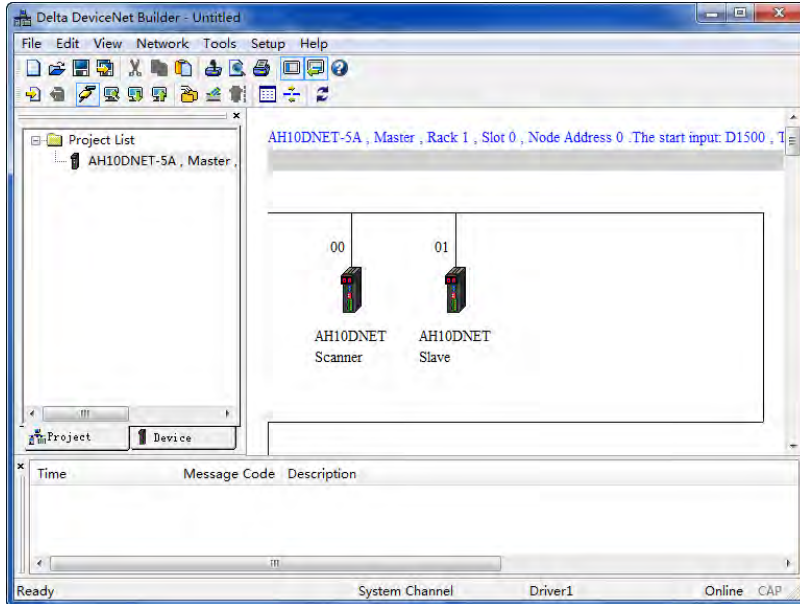 Delta DeviceNet Builder - Untitled
File Edit View Network Tools Setup Help
Project List
AH10DNET-5A , Master ,
AH10DNET-5A , Master , Rack 1 , Slot 0 , Node Address 0 .The start input: D1500 , T
00 01
AH10DNET AH10DNET
Scanner Slave
Project Device
Time Message Code Description
Ready System Channel Driver1 Online CAP